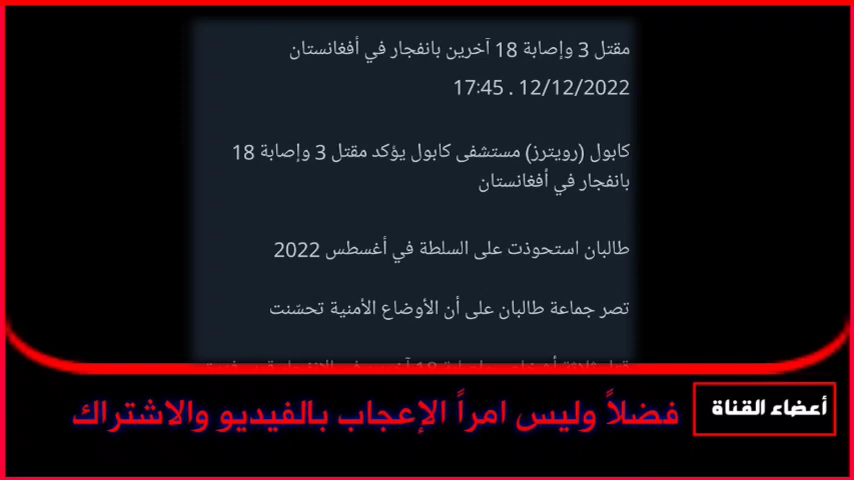 مقتل 3 وإصابة 18 آخرين بانفجار في أفغانستان
17:45 . 12/12/2022
كابول (رويترز) مستشفى كابول يؤكد مقتل 3 وإصابة 18
بانفجار في أفغانستان
طالبان استحوذت على السلطة في أغسطس 2022
تصر جماعة طالبان على أن الأوضاع الأمنية تحسّنت
أعضاء القناة
فضلاً وليس امراً الإعجاب بالفيديو والاشتراك